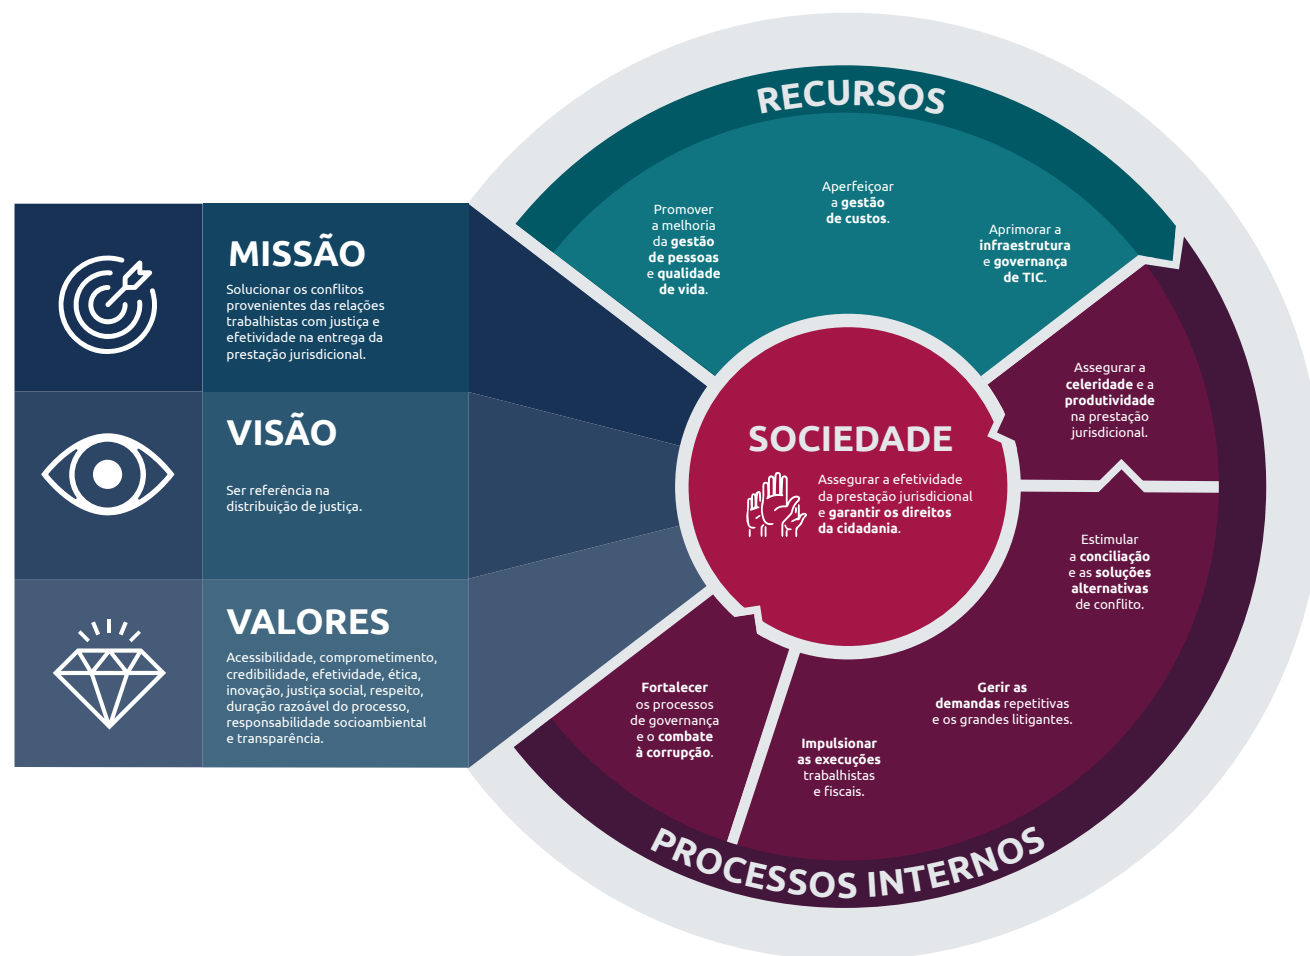 MISSÃO
Solucionar os conflitos
provenientes das relações
trabalhistas com justiça e
efetividade na entrega da
prestação jurisdicional.
VISÃO
Ser referência na
distribuição de justiça.
VALORES
Acessibilidade, comprometimento,
credibilidade, efetividade, ética,
inovação, justiça social, respeito,
duração razoável do processo,
responsabilidade socioambiental
e transparência.
RECURSOS
Promover
a melhoria
da gestão
de pessoas
e qualidade
de vida.
Aperfeiçoar
a gestão
de custos.
Aprimorar a
infraestrutura
e governança
de TIC.
SOCIEDADE
Assegurar a efetividade
da prestação jurisdicional
e garantir os direitos
da cidadania.
Assegurar a
celeridade e a
produtividade
na prestação
jurisdicional.
Estimular
a conciliação
e as soluções
alternativas
de conflito.
Gerir as
demandas repetitivas
e os grandes litigantes.
Impulsionar
as execuções
trabalhistas
e fiscais.
Fortalecer
os processos
de governança
e o combate
à corrupção.
PROCESSOS INTERNOS